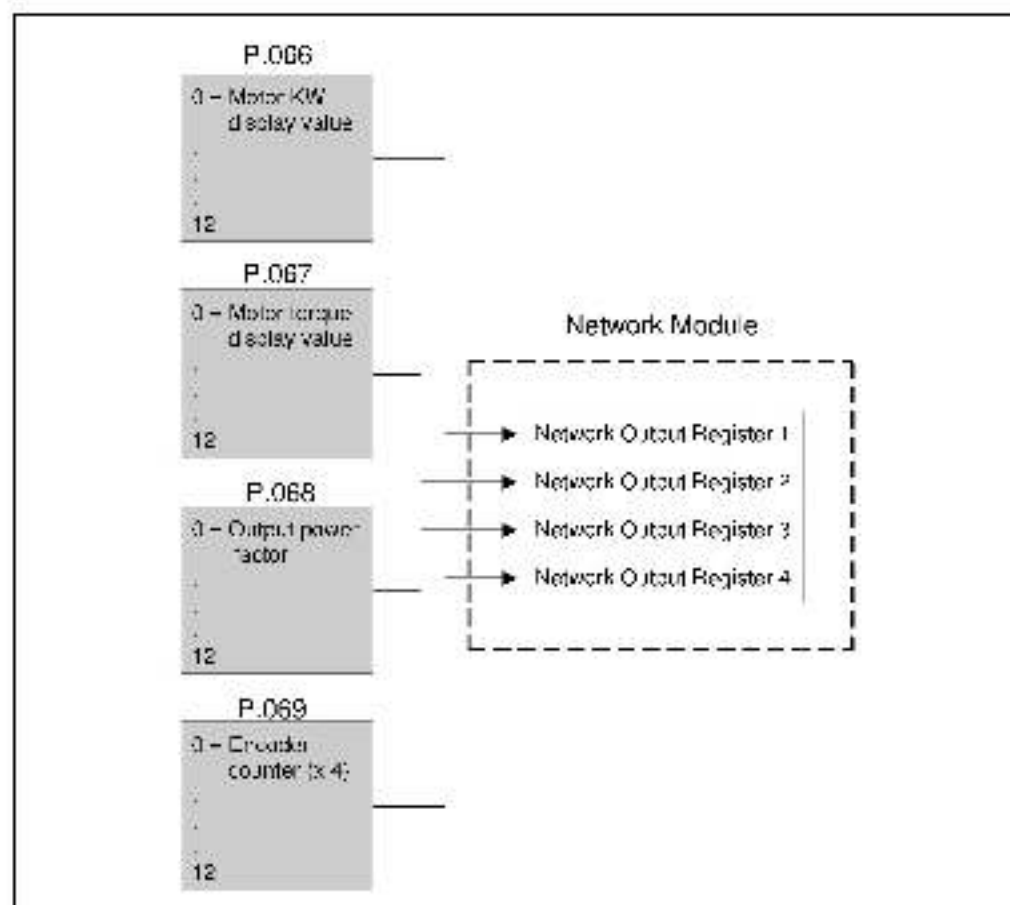 P.066
0 – Motor KW
display value
.
.
.
12
P.067
0 – Motor torque
display value
.
.
.
12
P.068
0 – Output power
factor
.
.
.
12
P.069
0 – Encoder
counter (x 4)
.
.
.
12
Network Module
Network Output Register 1
Network Output Register 2
Network Output Register 3
Network Output Register 4